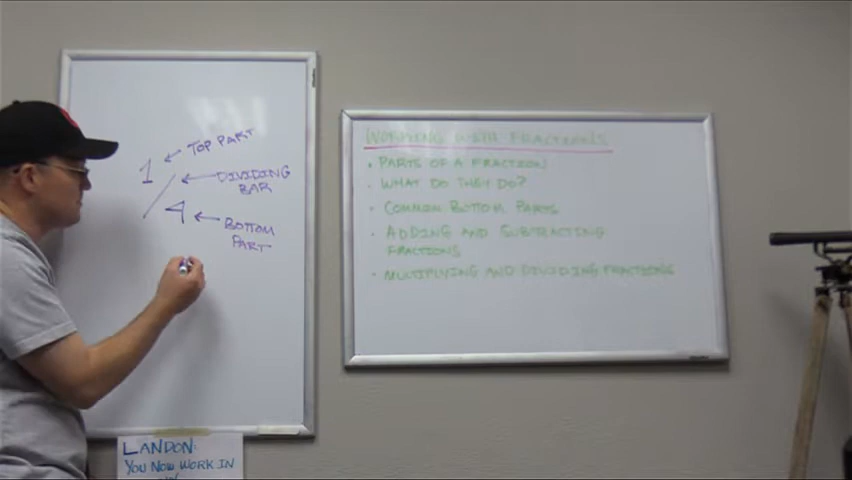 1
TOP PART
DIVIDING
BAR
4
BOTTOM
PART
WORKING WITH FRACTIONS
• PARTS OF A FRACTION
• WHAT DO THEY DO?
• COMMON BOTTOM PARTS
• ADDING AND SUBTRACTING
FRACTIONS
• MULTIPLYING AND DIVIDING FRACTIONS
LANDON:
YOU NOW WORK IN